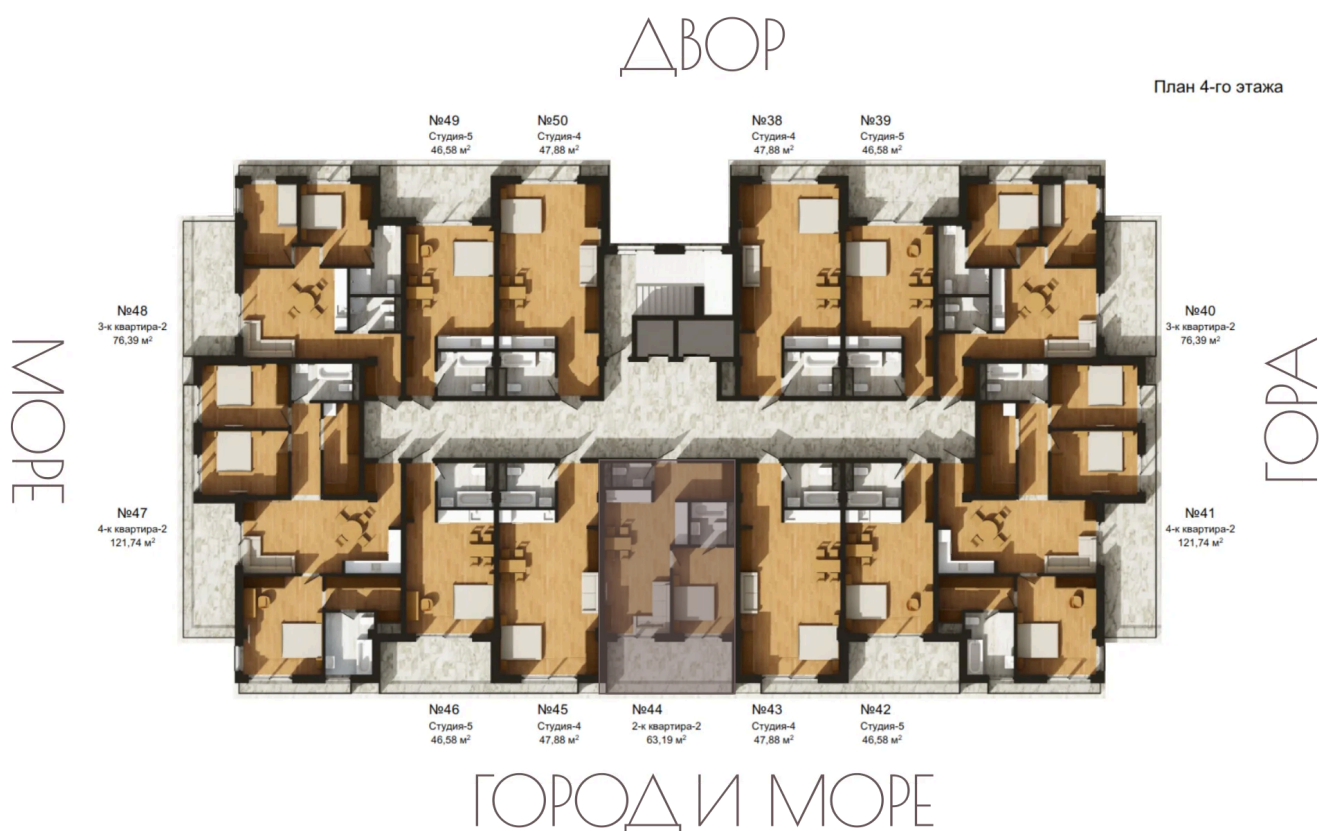 ДВОР
План 4-го этажа
№49
Студия-5
46,58 м²
№50
Студия-4
47,88 м²
№38
Студия-4
47,88 м²
№39
Студия-5
46,58 м²
№48
3-к квартира-2
76,39 м²
№40
3-к квартира-2
76,39 м²
МОРЕ
ГОРА
№47
4-к квартира-2
121,74 м²
№41
4-к квартира-2
121,74 м²
№46
Студия-5
46,58 м²
№45
Студия-4
47,88 м²
№44
2-к квартира-2
63,19 м²
№43
Студия-4
47,88 м²
№42
Студия-5
46,58 м²
ГОРОД И МОРЕ